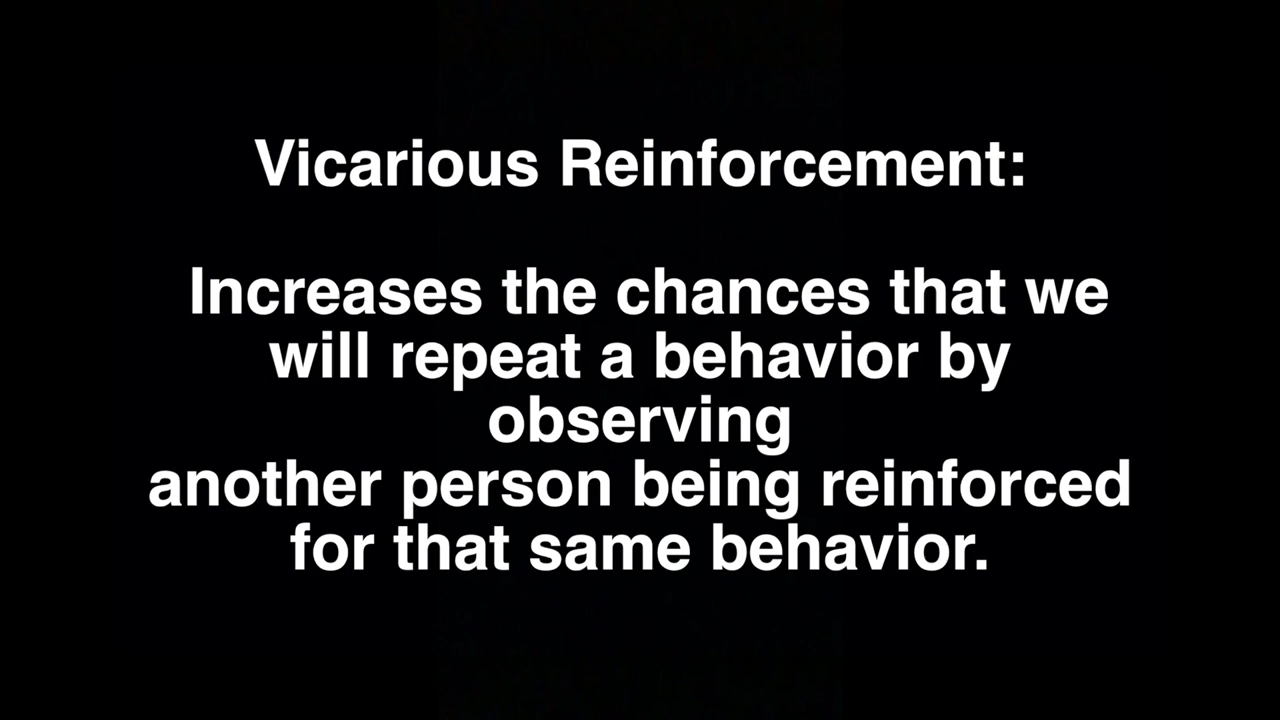 Vicarious Reinforcement:
Increases the chances that we
will repeat a behavior by
observing
another person being reinforced
for that same behavior.